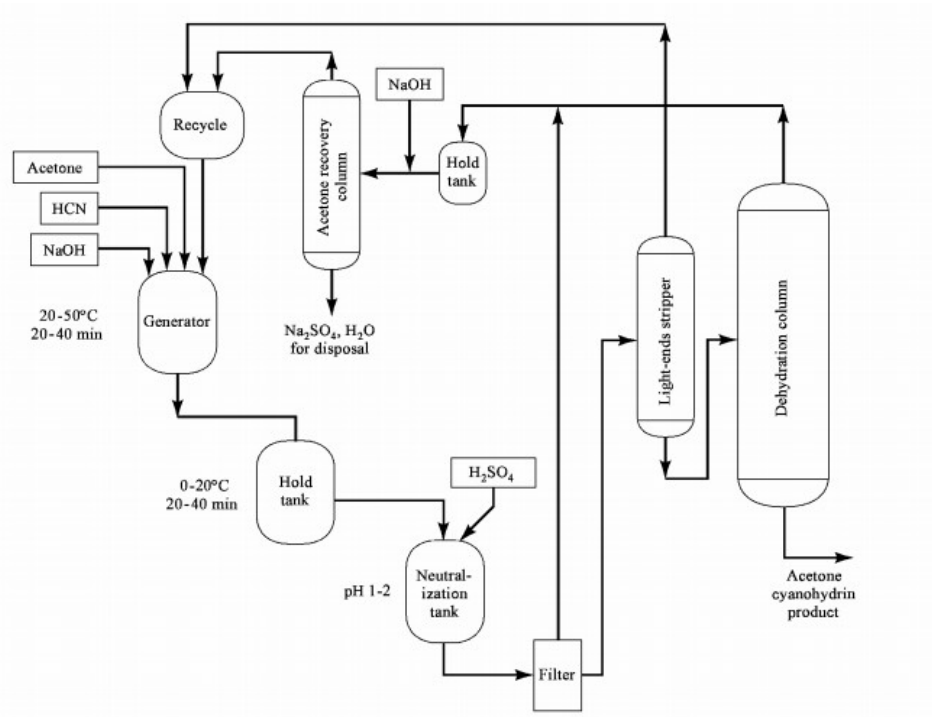 NaOH
Recycle
Acetone recovery
column
Hold
tank
Acetone
HCN
NaOH
20-50°C
20-40 min
Generator
Na₂SO₄, H₂O
for disposal
Light-ends stripper
Dehydration column
0-20°C
20-40 min
Hold
tank
H₂SO₄
pH 1-2
Neutral-
ization
tank
Acetone
cyanohydrin
product
Filter